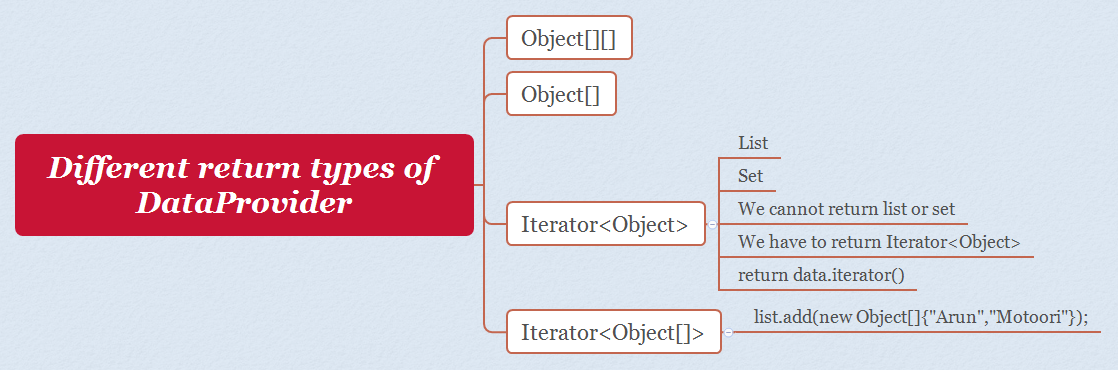 Different return types of
DataProvider
Object[][]
Object[]
Iterator<Object>
List
Set
We cannot return list or set
We have to return Iterator<Object>
return data.iterator()
Iterator<Object[]>
list.add(new Object[]{"Arun","Motoori"});